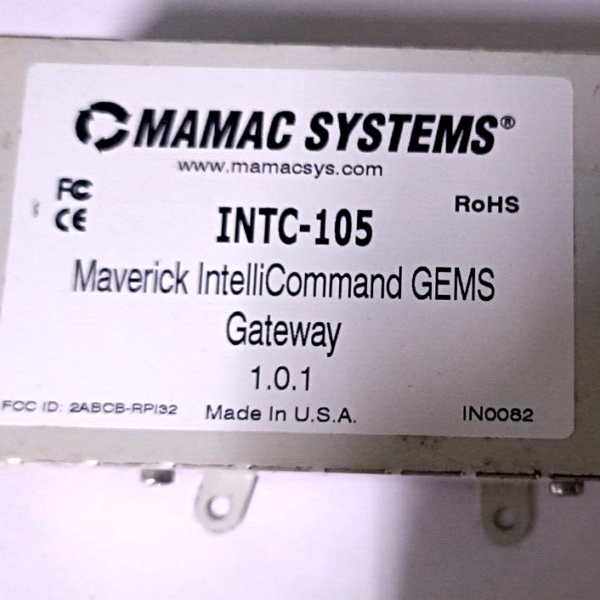 MAMAC SYSTEMS®
www.mamacsys.com
FC
CE
RoHS
INTC-105
Maverick IntelliCommand GEMS
Gateway
1.0.1
FCC ID: 2ABCB-RPI32 Made In U.S.A. IN0082